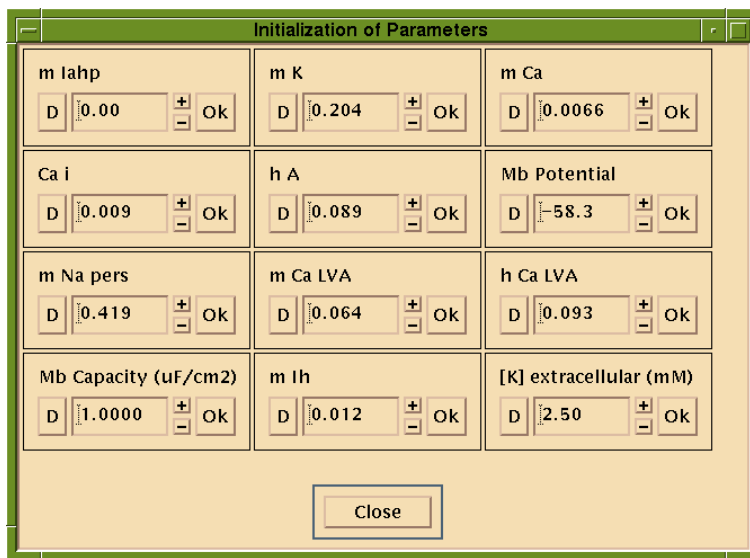 Initialization of Parameters
m Iahp
m K
m Ca
D 0.00 + - Ok
D 0.204 + - Ok
D 0.0066 + - Ok
Ca i
h A
Mb Potential
D 0.009 + - Ok
D 0.089 + - Ok
D -58.3 + - Ok
m Na pers
m Ca LVA
h Ca LVA
D 0.419 + - Ok
D 0.064 + - Ok
D 0.093 + - Ok
Mb Capacity (uF/cm2)
m Ih
[K] extracellular (mM)
D 1.0000 + - Ok
D 0.012 + - Ok
D 2.50 + - Ok
Close